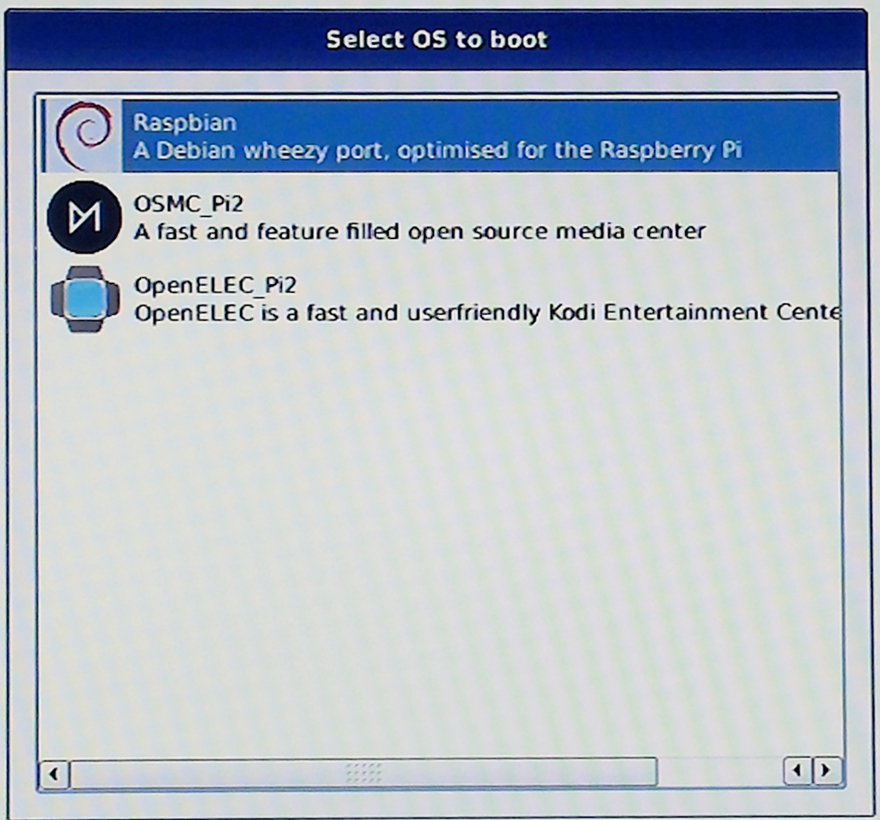 Select OS to boot
Raspbian
A Debian wheezy port, optimised for the Raspberry Pi
OSMC_Pi2
A fast and feature filled open source media center
OpenELEC_Pi2
OpenELEC is a fast and userfriendly Kodi Entertainment Cente